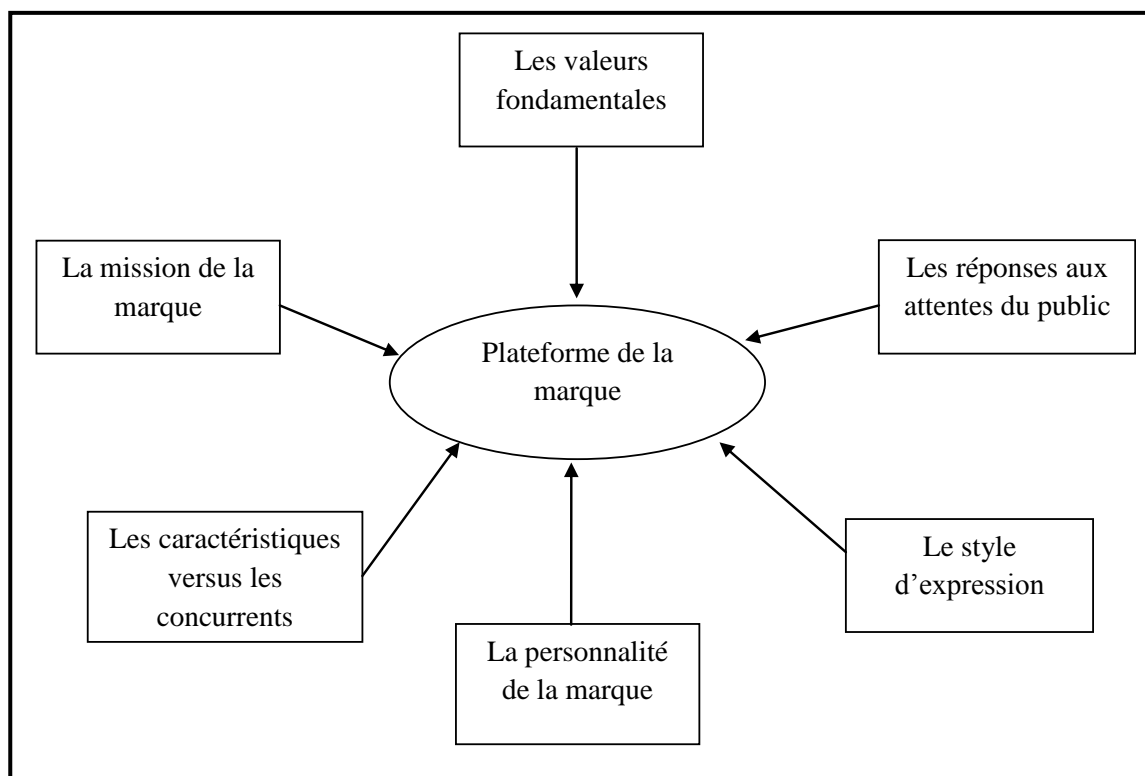 Les valeurs
fondamentales
La mission de la
marque
Les réponses aux
attentes du public
Plateforme de la
marque
Les caractéristiques
versus les
concurrents
Le style
d’expression
La personnalité
de la marque